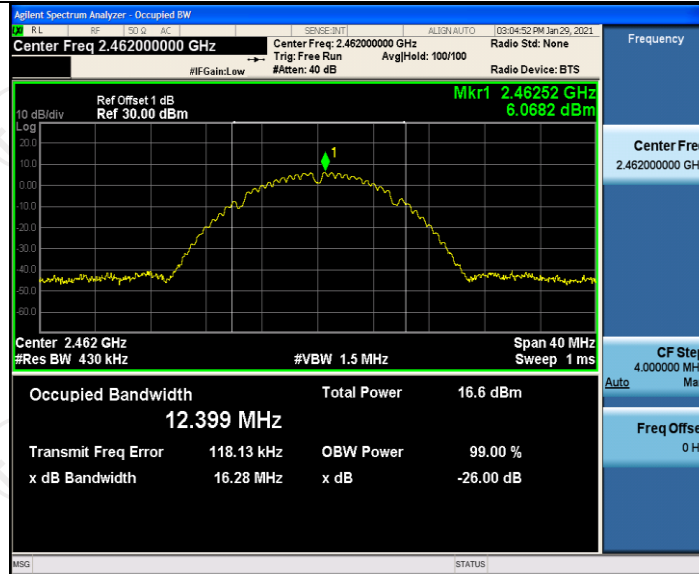 Agilent Spectrum Analyzer - Occupied BW
RL RF 50 Ω AC SENSE:INT ALIGN AUTO 03:04:52 PM Jan 29, 2021
Center Freq 2.462000000 GHz
Center Freq: 2.462000000 GHz
Radio Std: None
Trig: Free Run Avg|Hold: 100/100
#IFGain:Low
#Atten: 40 dB
Radio Device: BTS
Ref Offset 1 dB
10 dB/div
Ref 30.00 dBm
Mkr1 2.46252 GHz
6.0682 dBm
Log
20.0
10.0
0.00
-10.0
-20.0
-30.0
-40.0
-50.0
-60.0
1
Center 2.462 GHz
Span 40 MHz
#Res BW 430 kHz
#VBW 1.5 MHz
Sweep 1 ms
Occupied Bandwidth
Total Power 16.6 dBm
12.399 MHz
Transmit Freq Error 118.13 kHz
OBW Power 99.00 %
x dB Bandwidth 16.28 MHz
x dB -26.00 dB
MSG
STATUS
Frequency
Center Fre
2.462000000 GH
CF Step
4.000000 MH
Auto Ma
Freq Offse
0 H